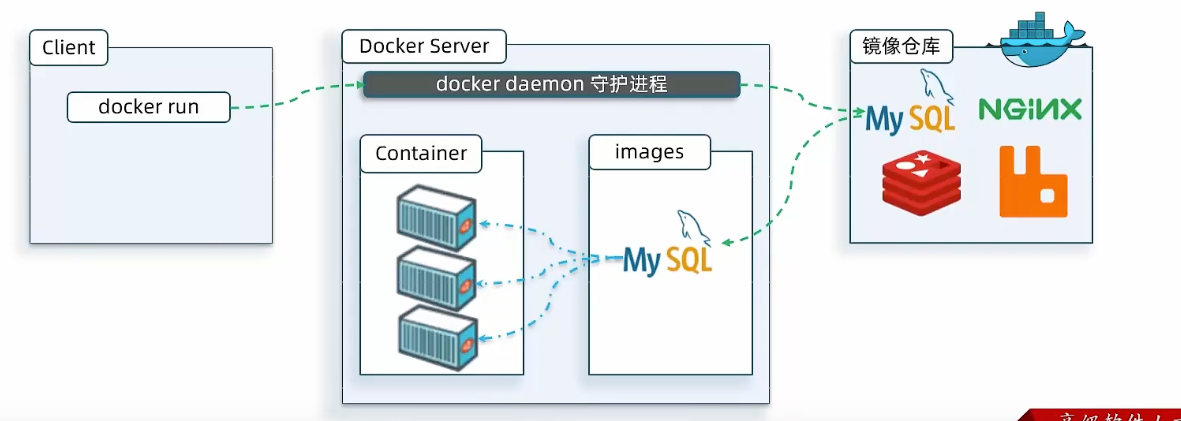 Client
docker run
Docker Server
docker daemon 守护进程
Container
images
MySQL
镜像仓库
MySQL
NGINX